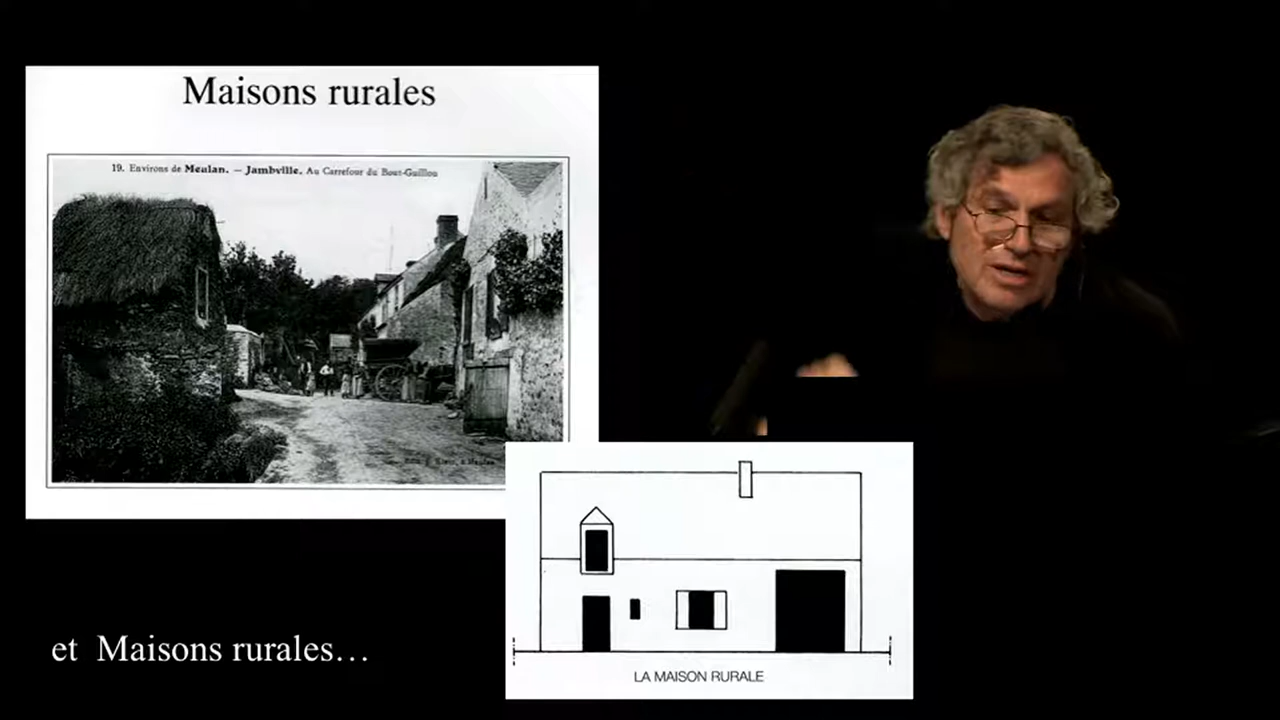 Maisons rurales
19. Environs de Meulan. — Jambville. Au Carrefour du Bout-Guillou
LA MAISON RURALE
et Maisons rurales…